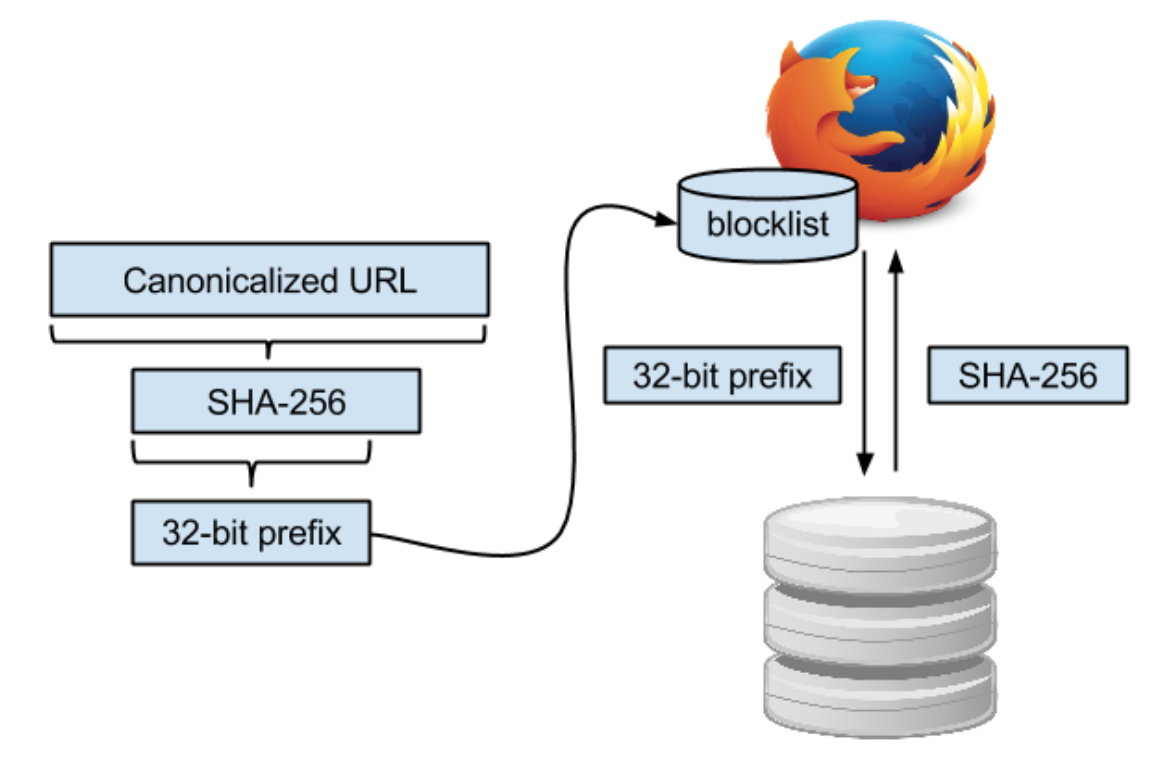 Canonicalized URL
SHA-256
32-bit prefix
blocklist
32-bit prefix
SHA-256